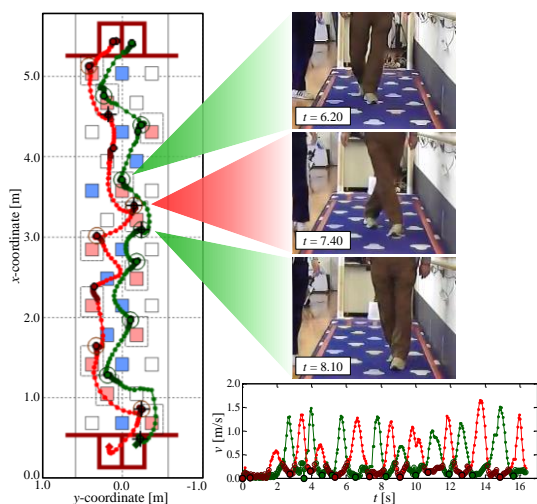 5.0
4.0
3.0
2.0
1.0
0.0
x-coordinate [m]
1.0
0.0
-1.0
y-coordinate [m]
t = 6.20
t = 7.40
t = 8.10
2.0
1.5
1.0
0.5
0.0
v [m/s]
0 2 4 6 8 10 12 14 16
t [s]